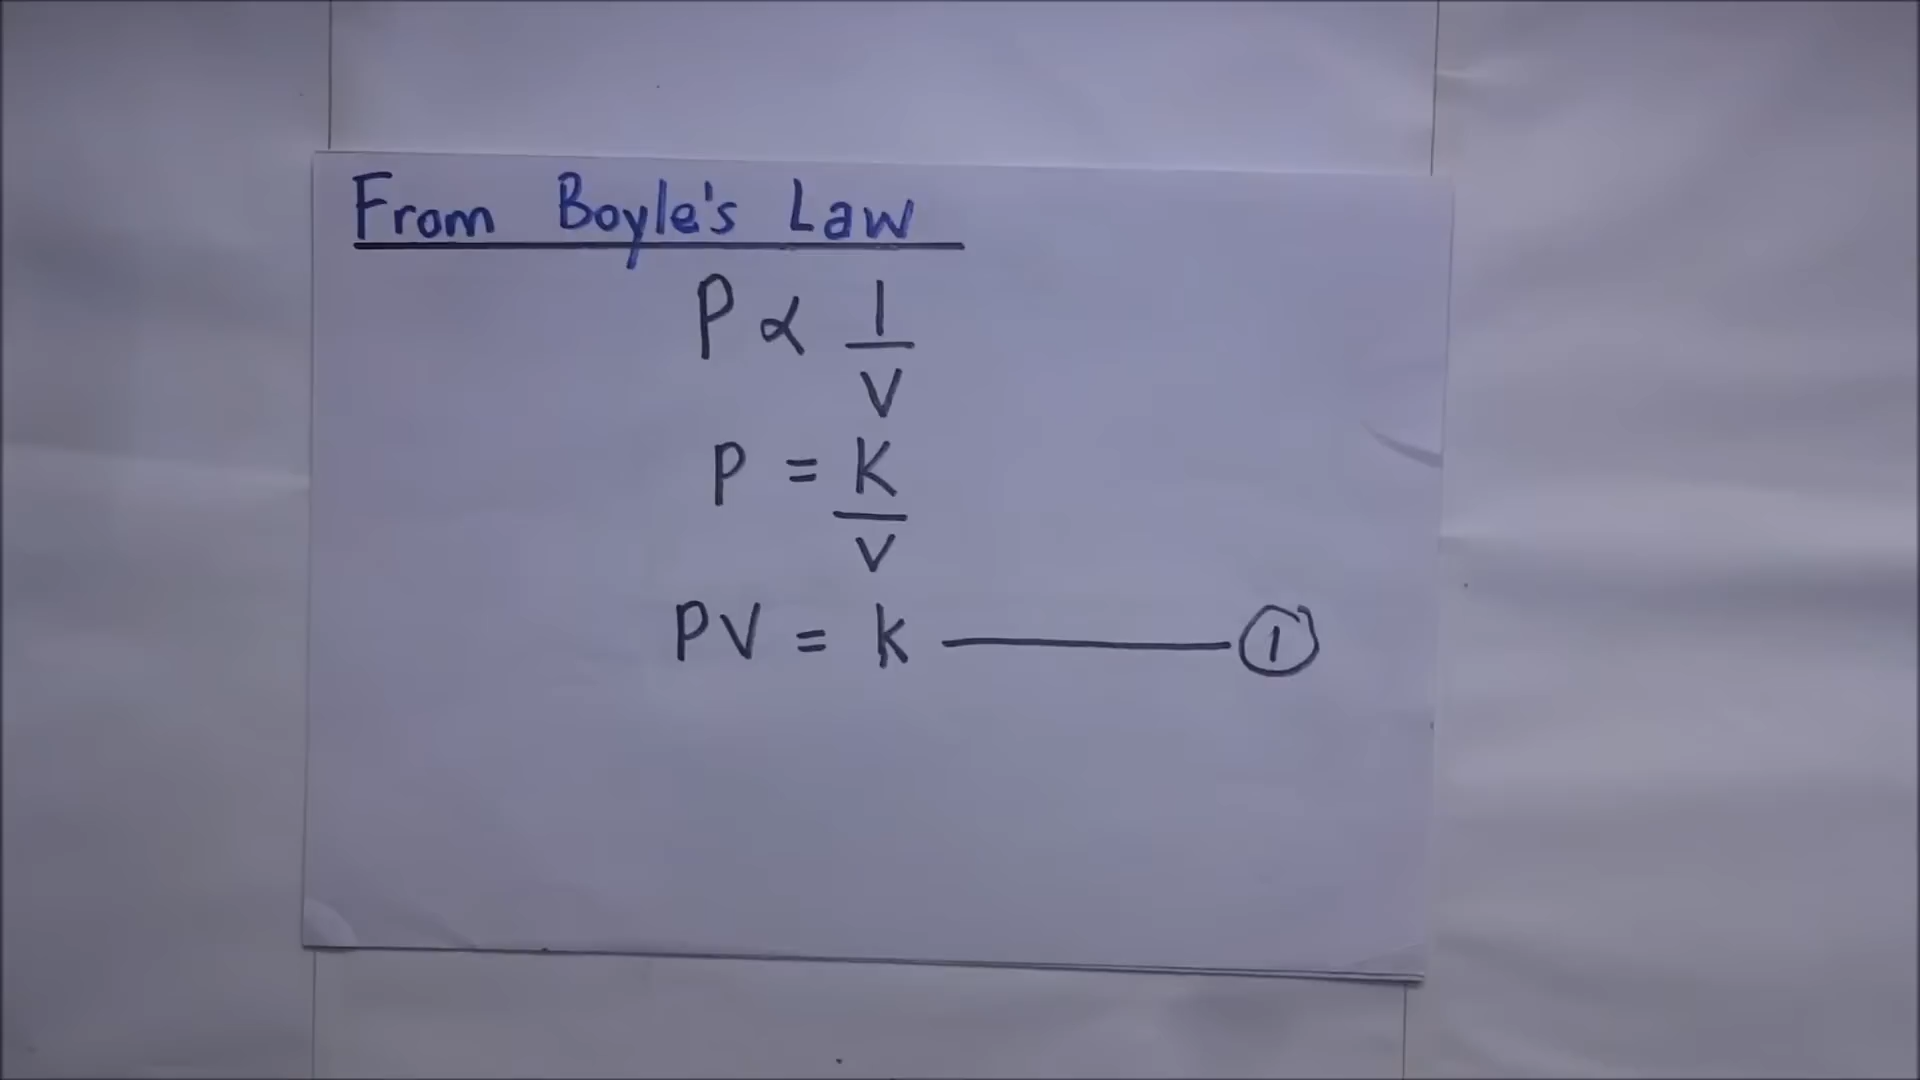 From Boyle's Law
P ∝ 1/V
P = K/V
PV = k ——— ①